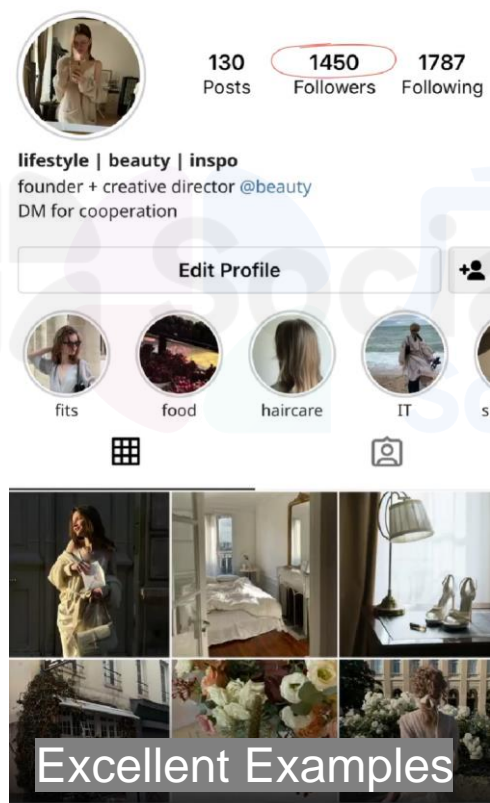 130 1450 1787
Posts Followers Following
lifestyle | beauty | inspo
founder + creative director @beauty
DM for cooperation
Edit Profile
fits food haircare IT s
Excellent Examples